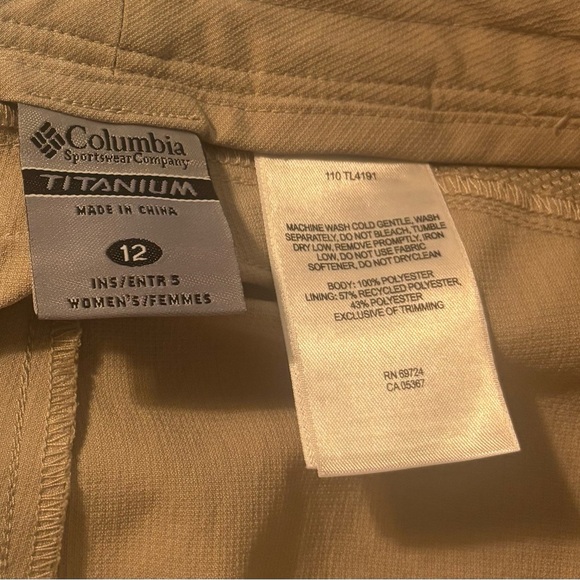 Columbia
Sportswear Company
TITANIUM
MADE IN CHINA
12
INS/ENTR 5
WOMEN'S/FEMMES
110 TL4191
MACHINE WASH COLD GENTLE, WASH
SEPARATELY, DO NOT BLEACH, TUMBLE
DRY LOW, REMOVE PROMPTLY, IRON
LOW, DO NOT USE FABRIC
SOFTENER, DO NOT DRYCLEAN
BODY: 100% POLYESTER
LINING: 57% RECYCLED POLYESTER,
43% POLYESTER
EXCLUSIVE OF TRIMMING
RN 69724
CA 05367